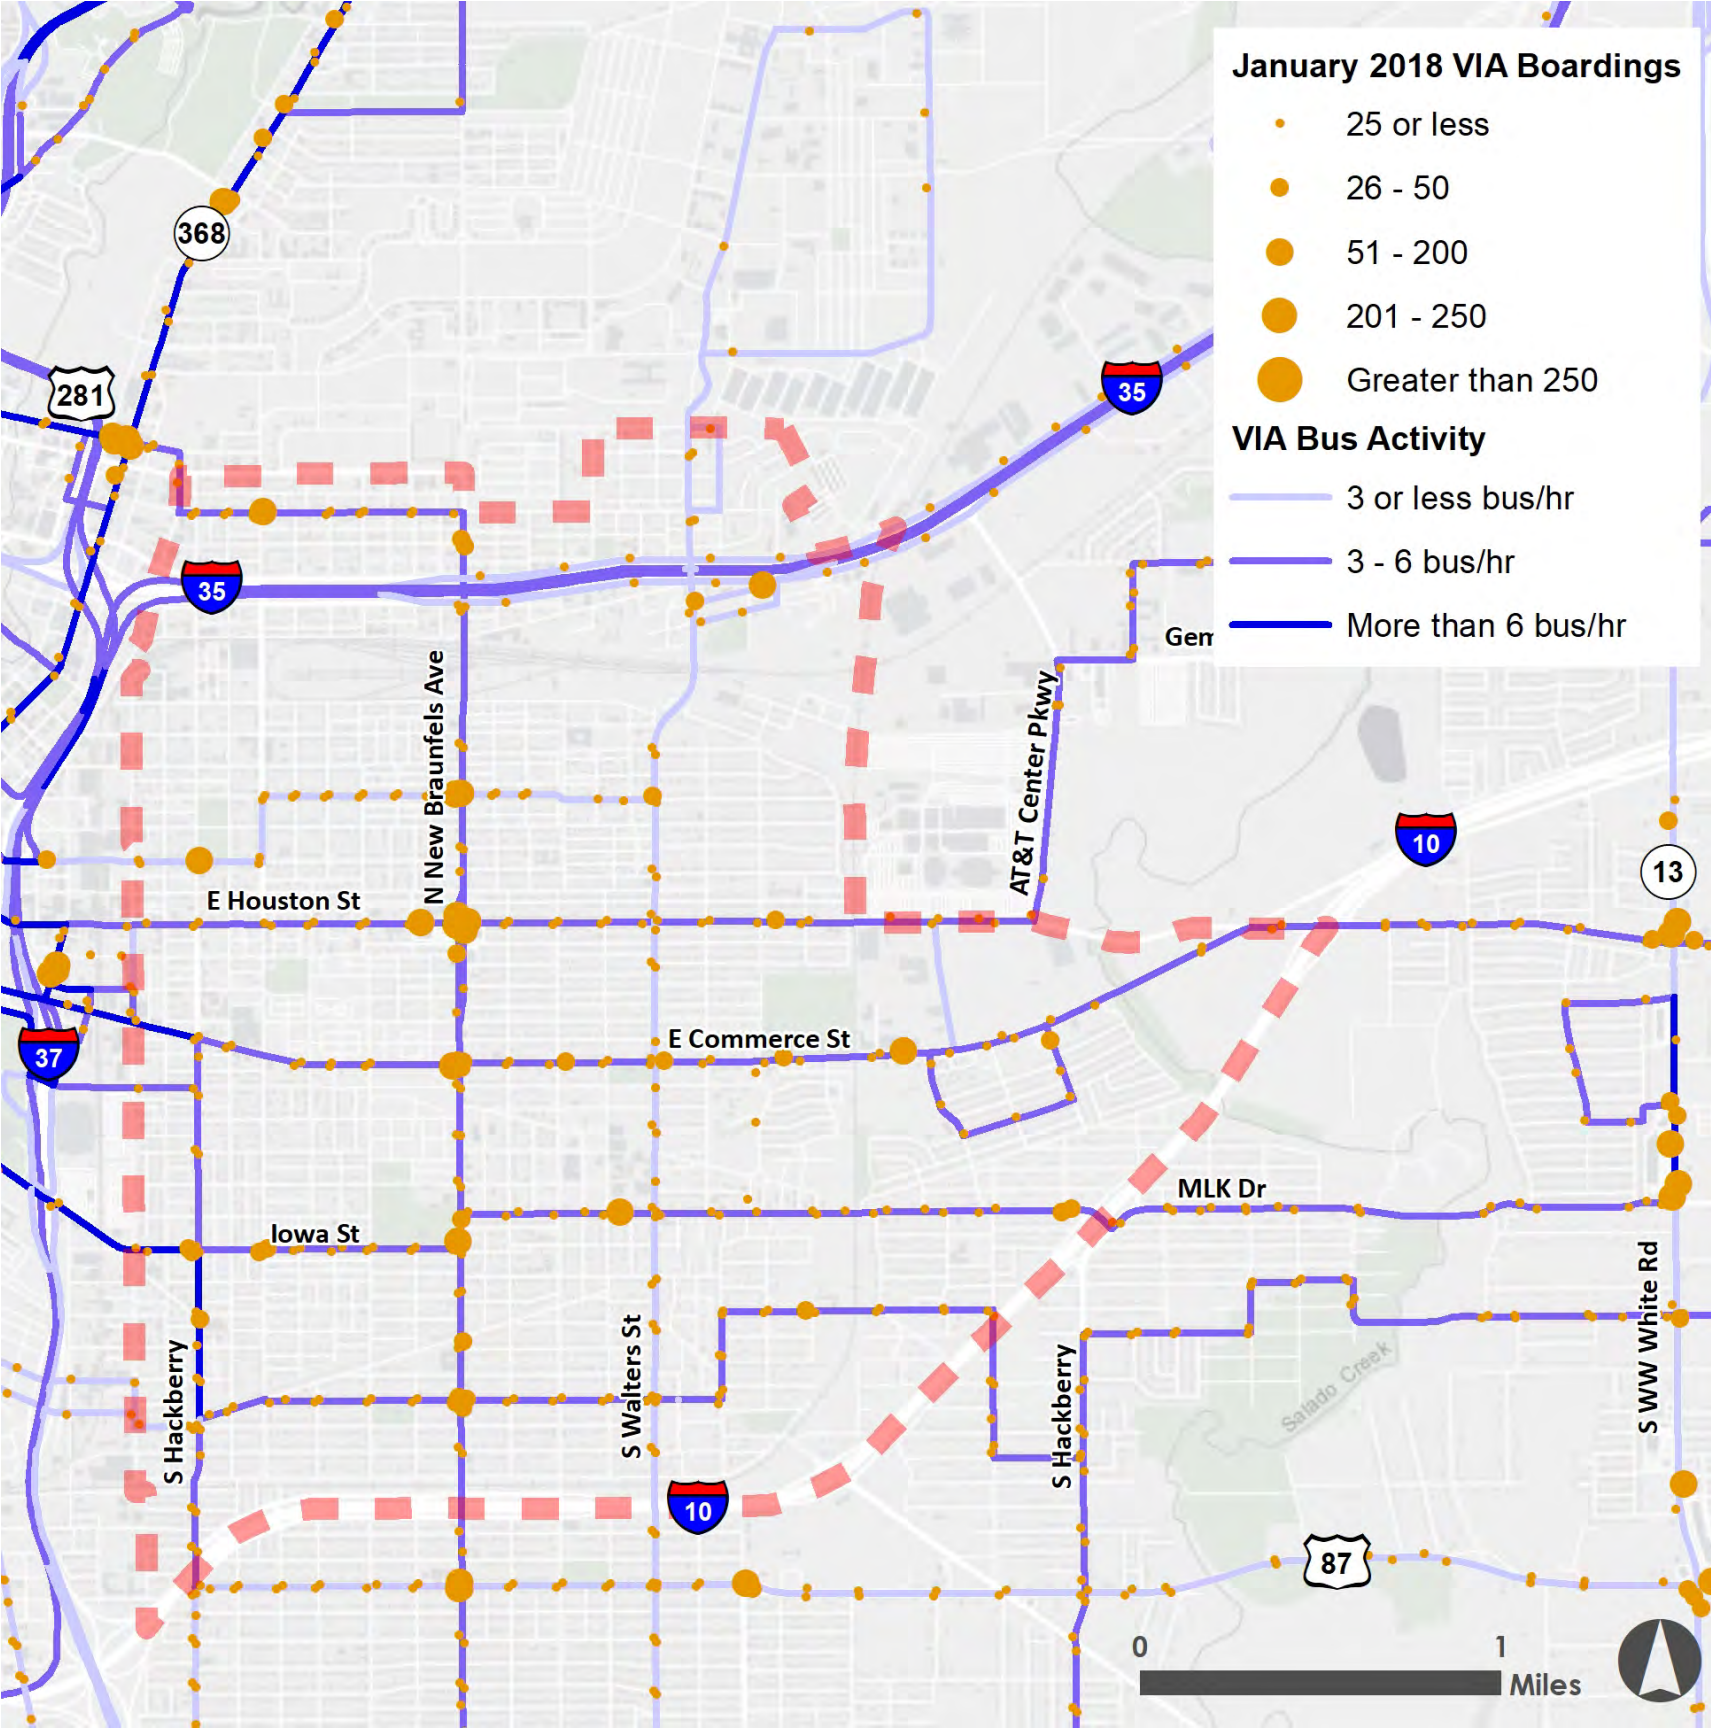 January 2018 VIA Boardings
25 or less
26 - 50
51 - 200
201 - 250
Greater than 250
VIA Bus Activity
3 or less bus/hr
3 - 6 bus/hr
More than 6 bus/hr
368
281
35
35
Gem
N New Braunfels Ave
AT&T Center Pkwy
10
13
E Houston St
E Commerce St
37
MLK Dr
Iowa St
S Hackberry
S Walters St
S Hackberry
Salado Creek
S WW White Rd
10
87
0 1
Miles